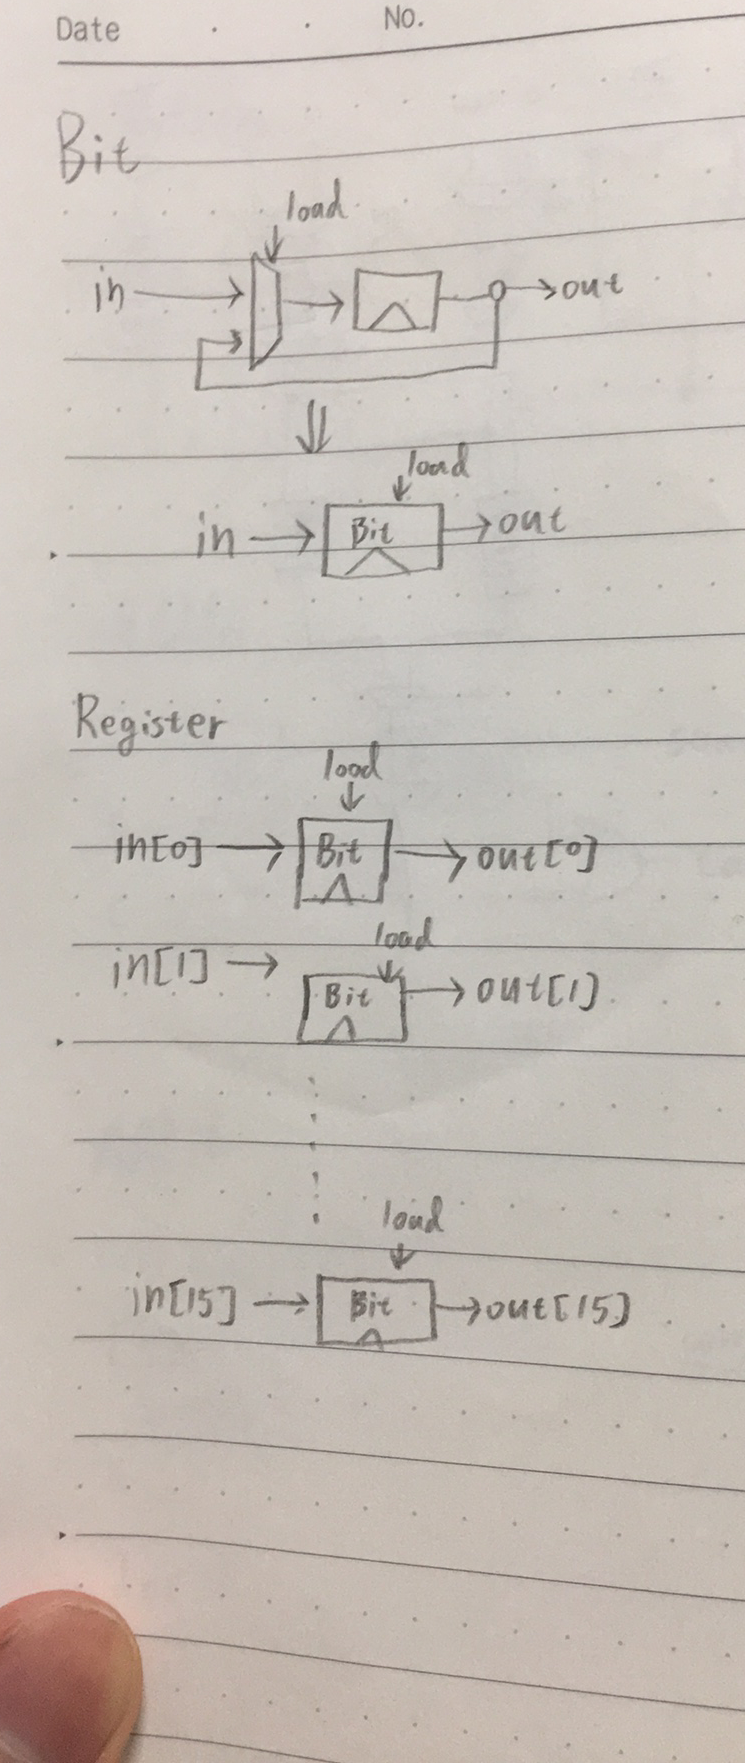 Date . . No.
Bit
load
in out
load
in Bit out
Register
load
in[0] Bit out[0]
load
in[1] Bit out[1]
load
in[15] Bit out[15]